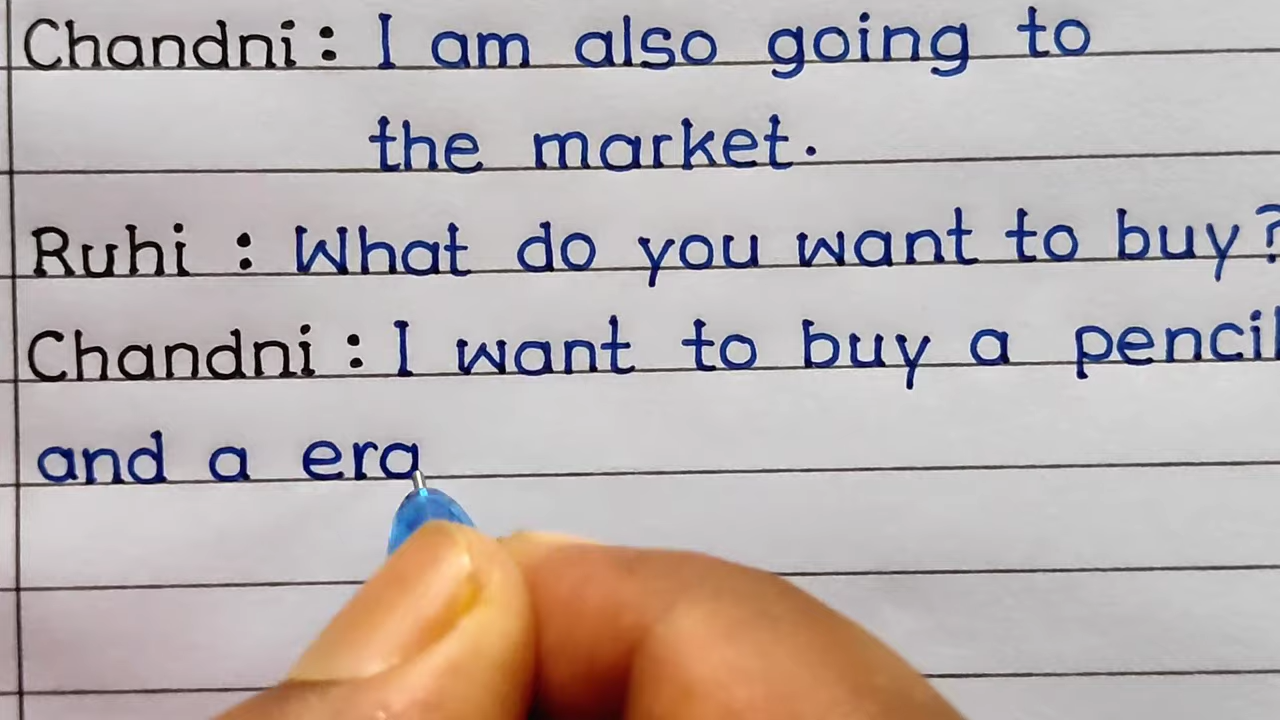 Chandni : I am also going to
the market.
Ruhi : What do you want to buy?
Chandni : I want to buy a pencil
and a era